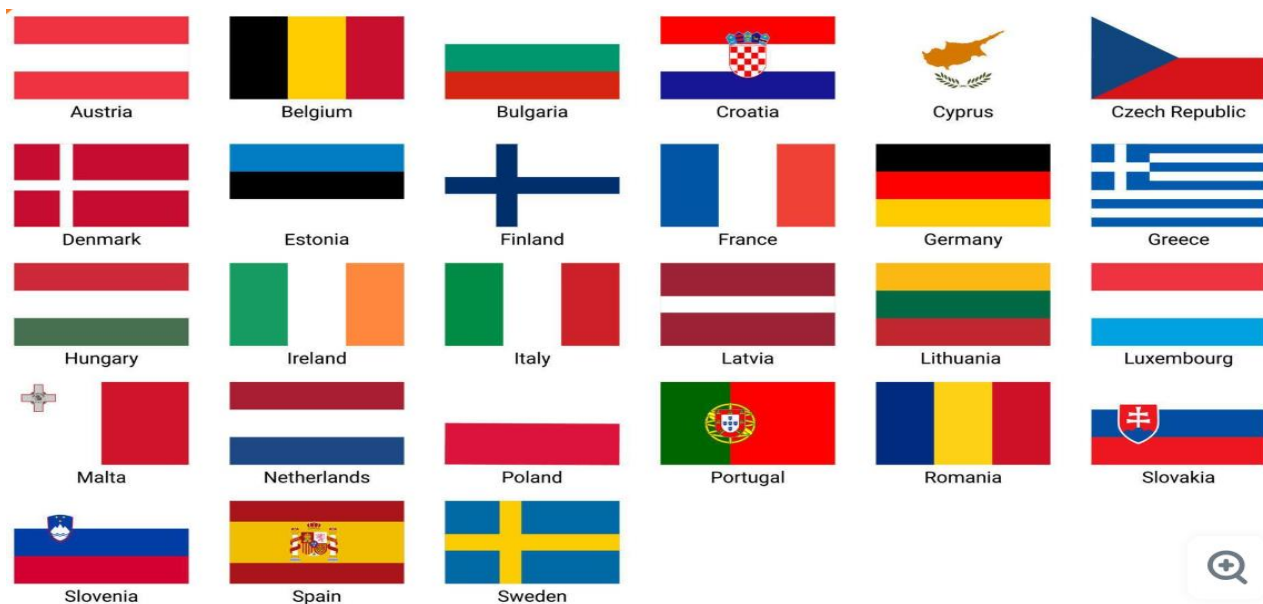 Austria Belgium Bulgaria Croatia Cyprus Czech Republic
Denmark Estonia Finland France Germany Greece
Hungary Ireland Italy Latvia Lithuania Luxembourg
Malta Netherlands Poland Portugal Romania Slovakia
Slovenia Spain Sweden